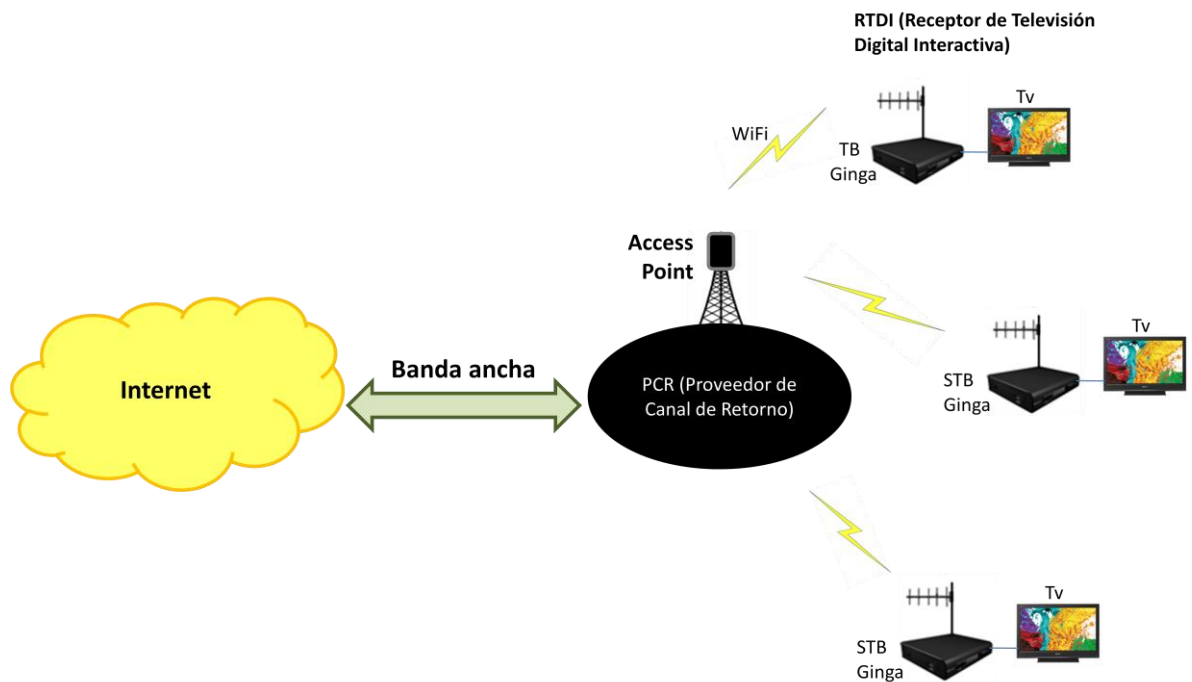 RTDI (Receptor de Televisión
Digital Interactiva)
Tv
WiFi
TB
Ginga
Access
Point
Tv
Banda ancha
Internet
PCR (Proveedor de
Canal de Retorno)
STB
Ginga
Tv
STB
Ginga